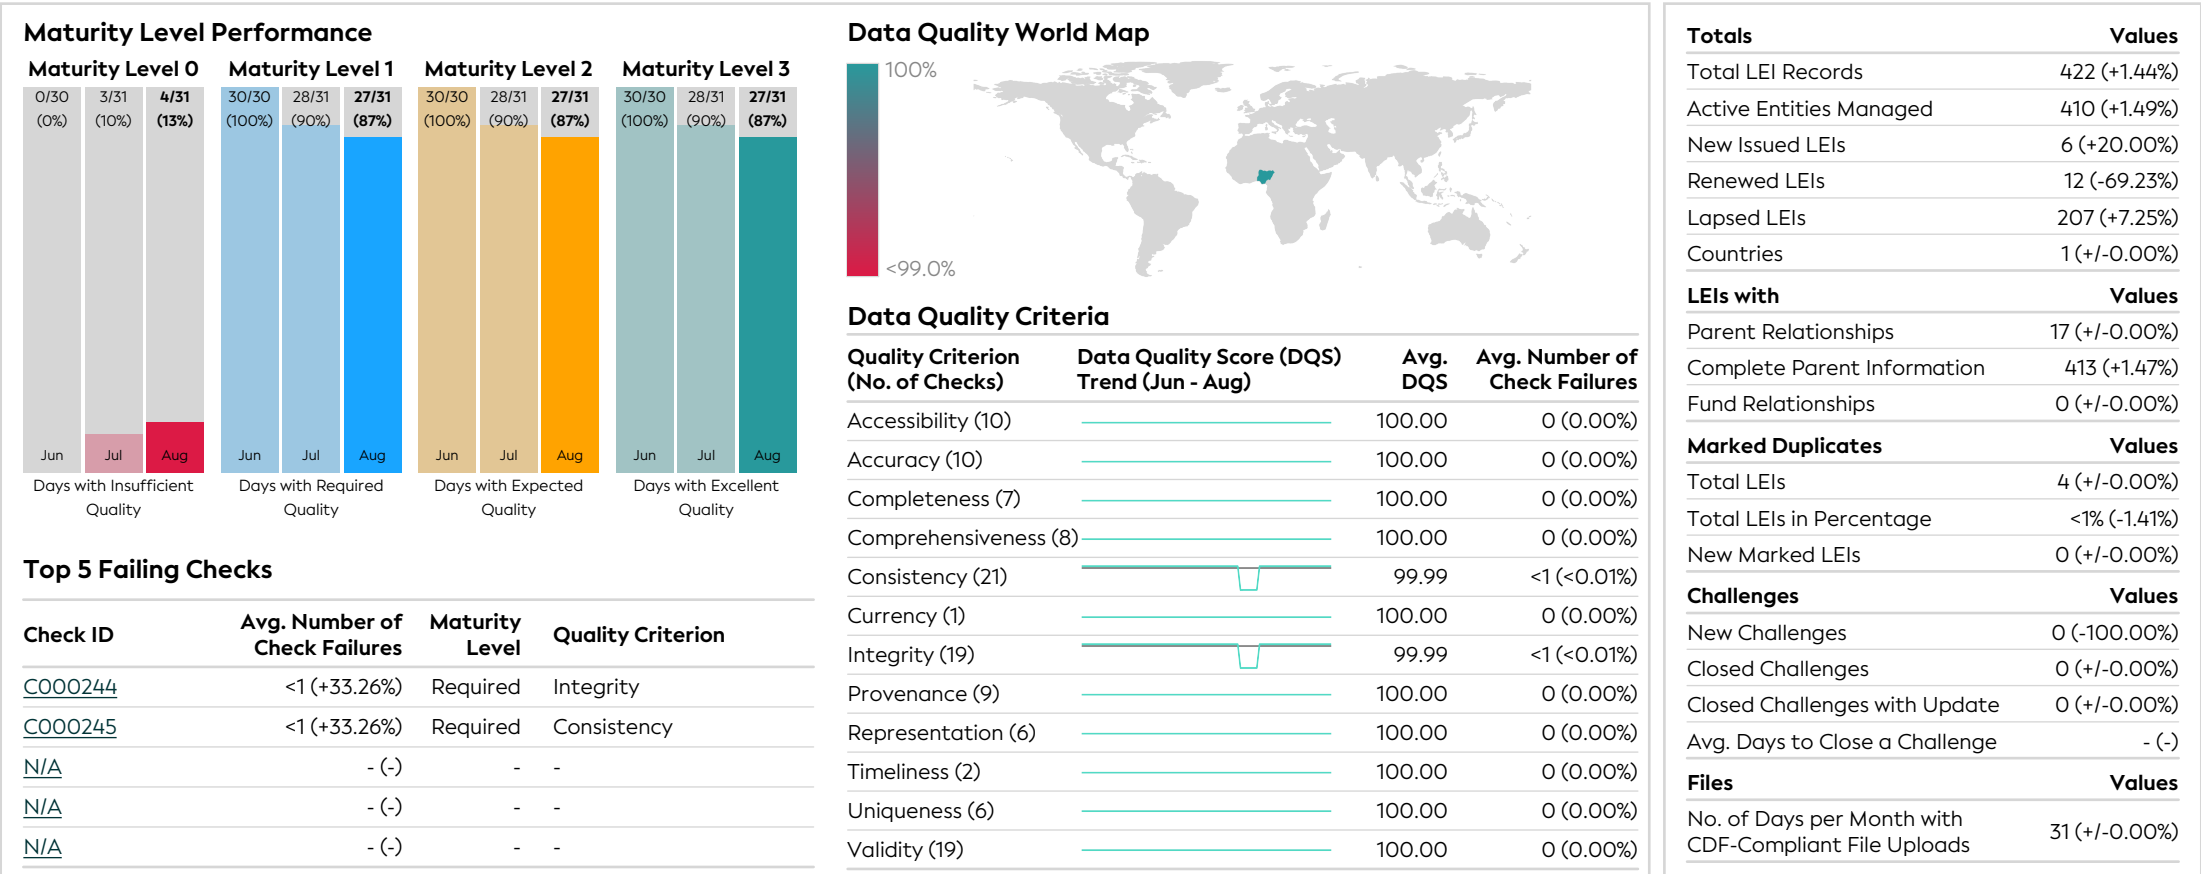 Maturity Level Performance
Maturity Level 0
Maturity Level 1
Maturity Level 2
Maturity Level 3
0/30 3/31 4/31
(0%) (10%) (13%)
30/30 28/31 27/31
(100%) (90%) (87%)
30/30 28/31 27/31
(100%) (90%) (87%)
30/30 28/31 27/31
(100%) (90%) (87%)
Jun Jul Aug
Jun Jul Aug
Jun Jul Aug
Jun Jul Aug
Days with Insufficient
Quality
Days with Required
Quality
Days with Expected
Quality
Days with Excellent
Quality
Top 5 Failing Checks
Check ID
Avg. Number of
Check Failures
Maturity
Level
Quality Criterion
C000244 <1 (+33.26%) Required Integrity
C000245 <1 (+33.26%) Required Consistency
N/A - (-) - -
N/A - (-) - -
N/A - (-) - -
Data Quality World Map
100%
<99.0%
Data Quality Criteria
Quality Criterion
(No. of Checks)
Data Quality Score (DQS)
Trend (Jun - Aug)
Avg.
DQS
Avg. Number of
Check Failures
Accessibility (10) 100.00 0 (0.00%)
Accuracy (10) 100.00 0 (0.00%)
Completeness (7) 100.00 0 (0.00%)
Comprehensiveness (8) 100.00 0 (0.00%)
Consistency (21) 99.99 <1 (<0.01%)
Currency (1) 100.00 0 (0.00%)
Integrity (19) 99.99 <1 (<0.01%)
Provenance (9) 100.00 0 (0.00%)
Representation (6) 100.00 0 (0.00%)
Timeliness (2) 100.00 0 (0.00%)
Uniqueness (6) 100.00 0 (0.00%)
Validity (19) 100.00 0 (0.00%)
Totals Values
Total LEI Records 422 (+1.44%)
Active Entities Managed 410 (+1.49%)
New Issued LEIs 6 (+20.00%)
Renewed LEIs 12 (-69.23%)
Lapsed LEIs 207 (+7.25%)
Countries 1 (+/-0.00%)
LEIs with Values
Parent Relationships 17 (+/-0.00%)
Complete Parent Information 413 (+1.47%)
Fund Relationships 0 (+/-0.00%)
Marked Duplicates Values
Total LEIs 4 (+/-0.00%)
Total LEIs in Percentage <1% (-1.41%)
New Marked LEIs 0 (+/-0.00%)
Challenges Values
New Challenges 0 (-100.00%)
Closed Challenges 0 (+/-0.00%)
Closed Challenges with Update 0 (+/-0.00%)
Avg. Days to Close a Challenge - (-)
Files Values
No. of Days per Month with
CDF-Compliant File Uploads 31 (+/-0.00%)